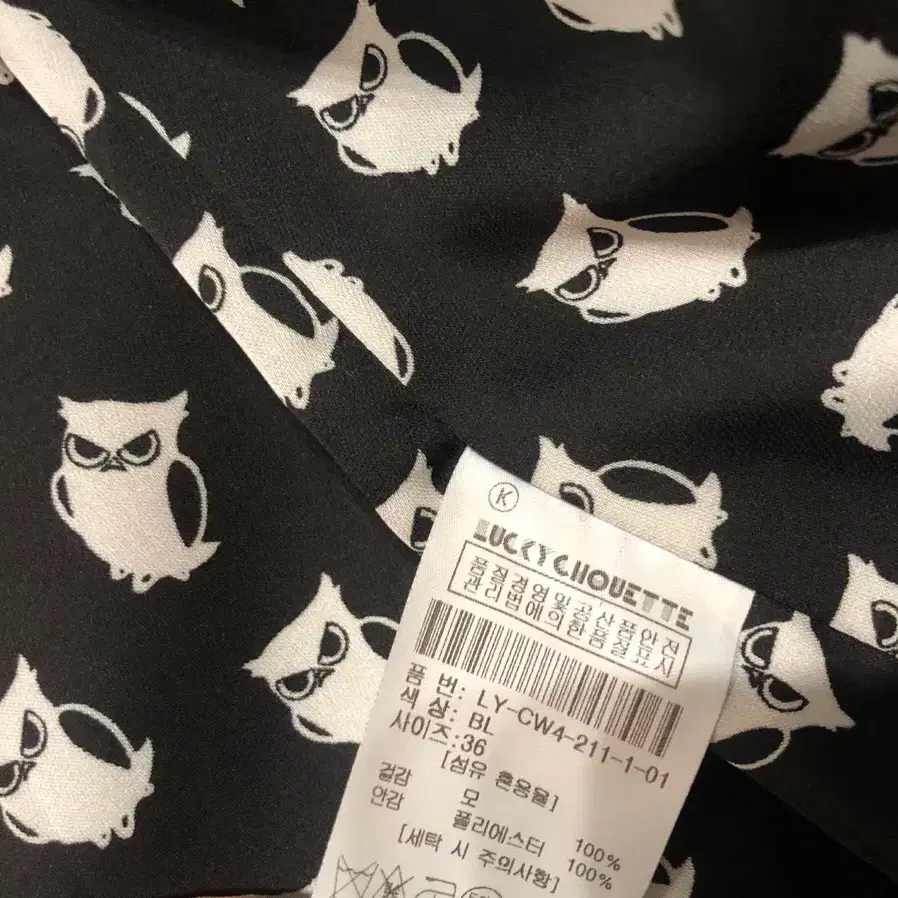 K
LUCKYCHOUETTE
품질경영및공산품안전
관리법에의한품질표시
품 번: LY-CW4-211-1-01
색 상: BL
사이즈:36
[섬유 혼용율]
겉감 모 100%
안감 폴리에스터 100%
[세탁 시 주의사항]